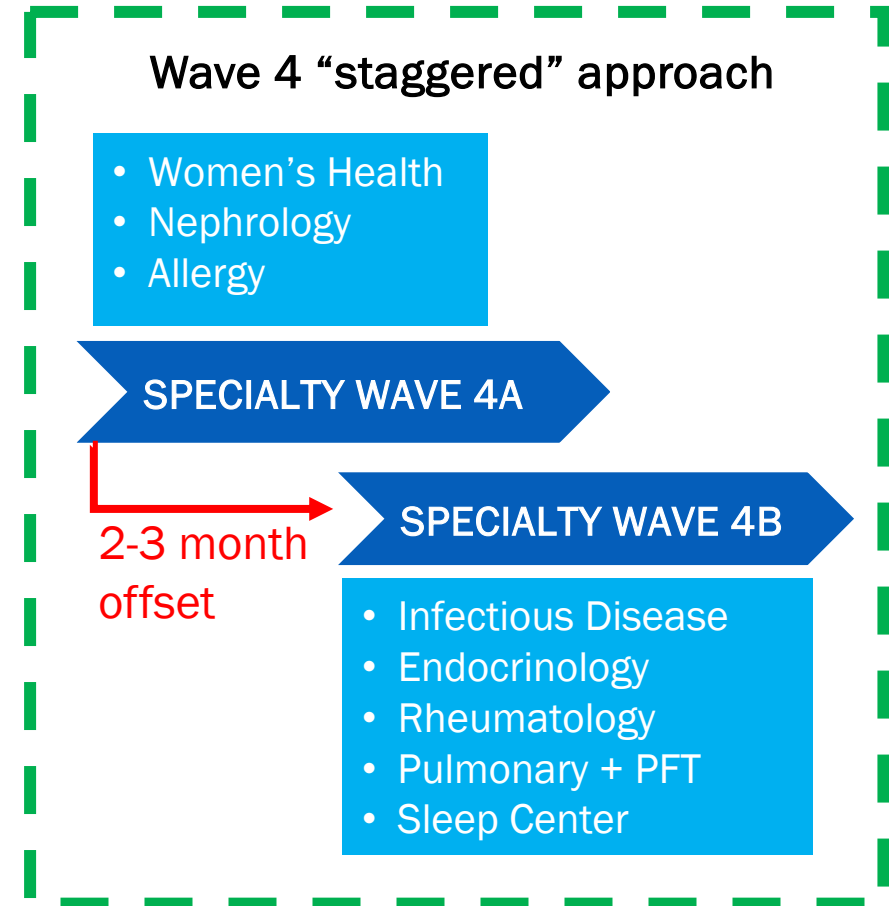 Wave 4 “staggered” approach
• Women’s Health
• Nephrology
• Allergy
SPECIALTY WAVE 4A
2-3 month
offset
SPECIALTY WAVE 4B
• Infectious Disease
• Endocrinology
• Rheumatology
• Pulmonary + PFT
• Sleep Center